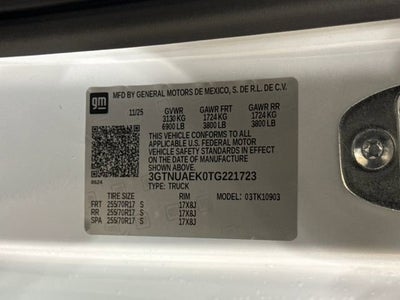 gm
MFD BY GENERAL MOTORS DE MEXICO, S. DE R.L. DE C.V.
11/25 GVWR GAWR FRT GAWR RR
3130 KG 1724 KG 1724 KG
6900 LB 3800 LB 3800 LB
THIS VEHICLE CONFORMS TO ALL
APPLICABLE U.S. FEDERAL MOTOR
VEHICLE SAFETY STANDARDS IN
EFFECT ON THE DATE OF
MANUFACTURE SHOWN ABOVE.
3GTNUAEK0TG221723
TYPE: TRUCK
TIRE SIZE RIM MODEL: 03TK10903
FRT 255/70R17 S 17X8J
RR 255/70R17 S 17X8J
SPA 255/70R17 S 17X8J